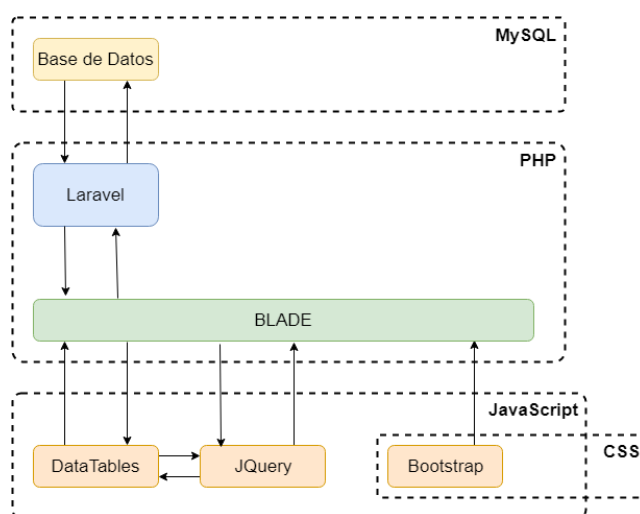 MySQL
Base de Datos
PHP
Laravel
BLADE
JavaScript
CSS
DataTables
JQuery
Bootstrap